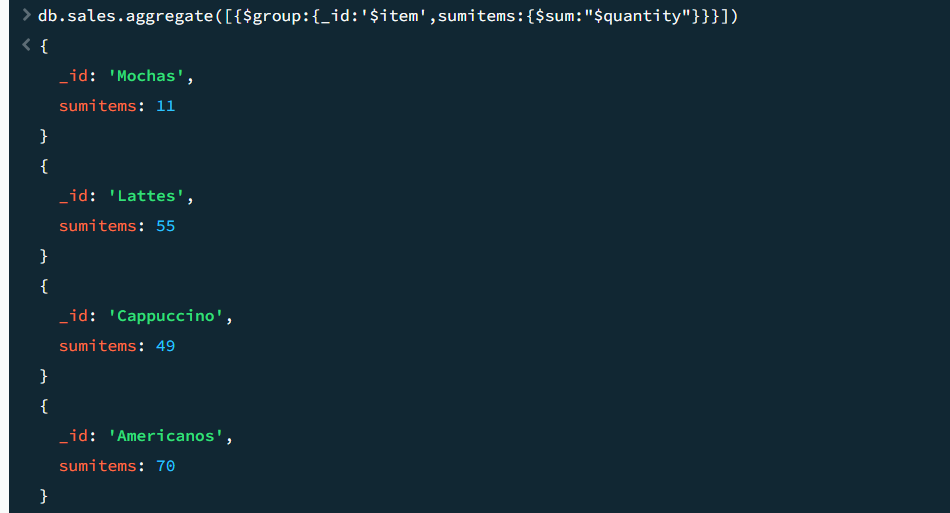 > db.sales.aggregate([{$group:{_id:'$item',sumitems:{$sum:"$quantity"}}}])
< {
_id: 'Mochas',
sumitems: 11
}
{
_id: 'Lattes',
sumitems: 55
}
{
_id: 'Cappuccino',
sumitems: 49
}
{
_id: 'Americanos',
sumitems: 70
}